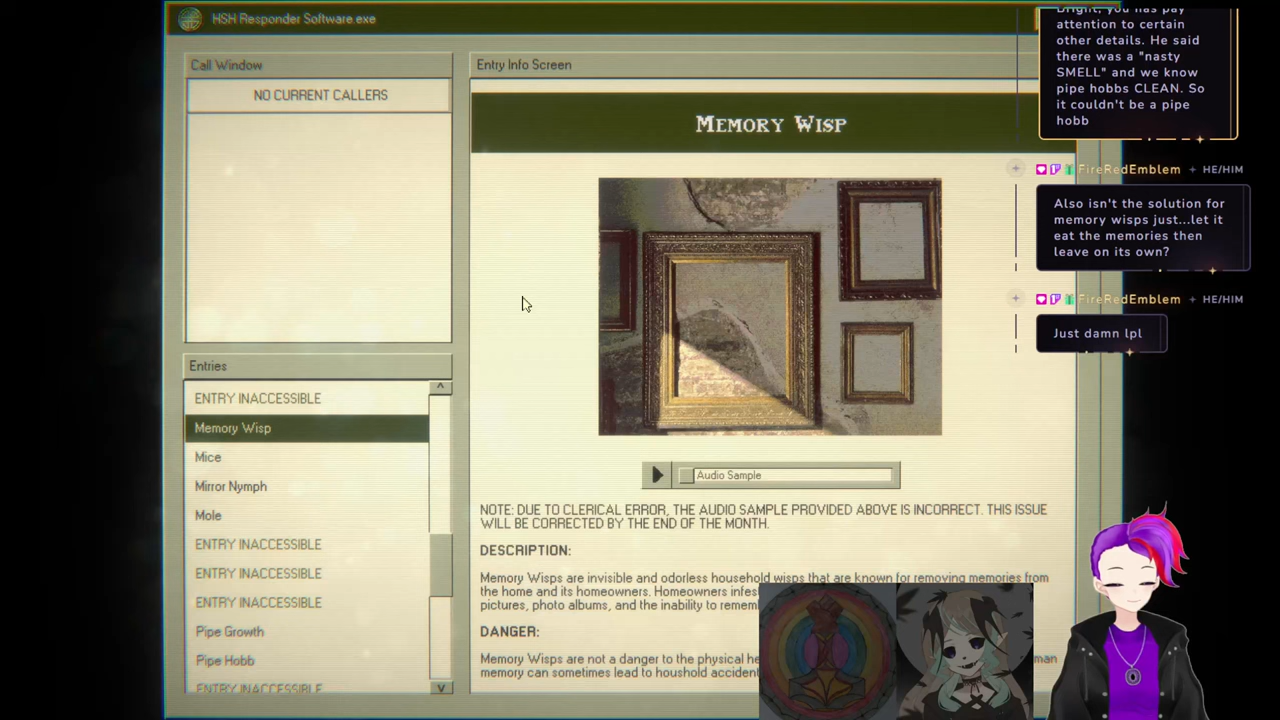 HSH Responder Software.exe
Call Window
NO CURRENT CALLERS
Entries
ENTRY INACCESSIBLE
Memory Wisp
Mice
Mirror Nymph
Mole
ENTRY INACCESSIBLE
ENTRY INACCESSIBLE
ENTRY INACCESSIBLE
Pipe Growth
Pipe Hobb
ENTRY INACCESSIBLE
Entry Info Screen
MEMORY WISP
Audio Sample
NOTE: DUE TO CLERICAL ERROR, THE AUDIO SAMPLE PROVIDED ABOVE IS INCORRECT. THIS ISSUE
WILL BE CORRECTED BY THE END OF THE MONTH.
DESCRIPTION:
Memory Wisps are invisible and odorless household wisps that are known for removing memories from
the home and its homeowners. Homeowners
pictures, photo albums, and the inability to
DANGER:
Memory Wisps are not a danger to the physical
memory can sometimes lead to houshold
Bright, you has pay
attention to certain
other details. He said
there was a "nasty
SMELL" and we know
pipe hobbs CLEAN. So
it couldn't be a pipe
hobb
FireRedEmblem + HE/HIM
Also isn't the solution for
memory wisps just...let it
eat the memories then
leave on its own?
FireRedEmblem + HE/HIM
Just damn lpl